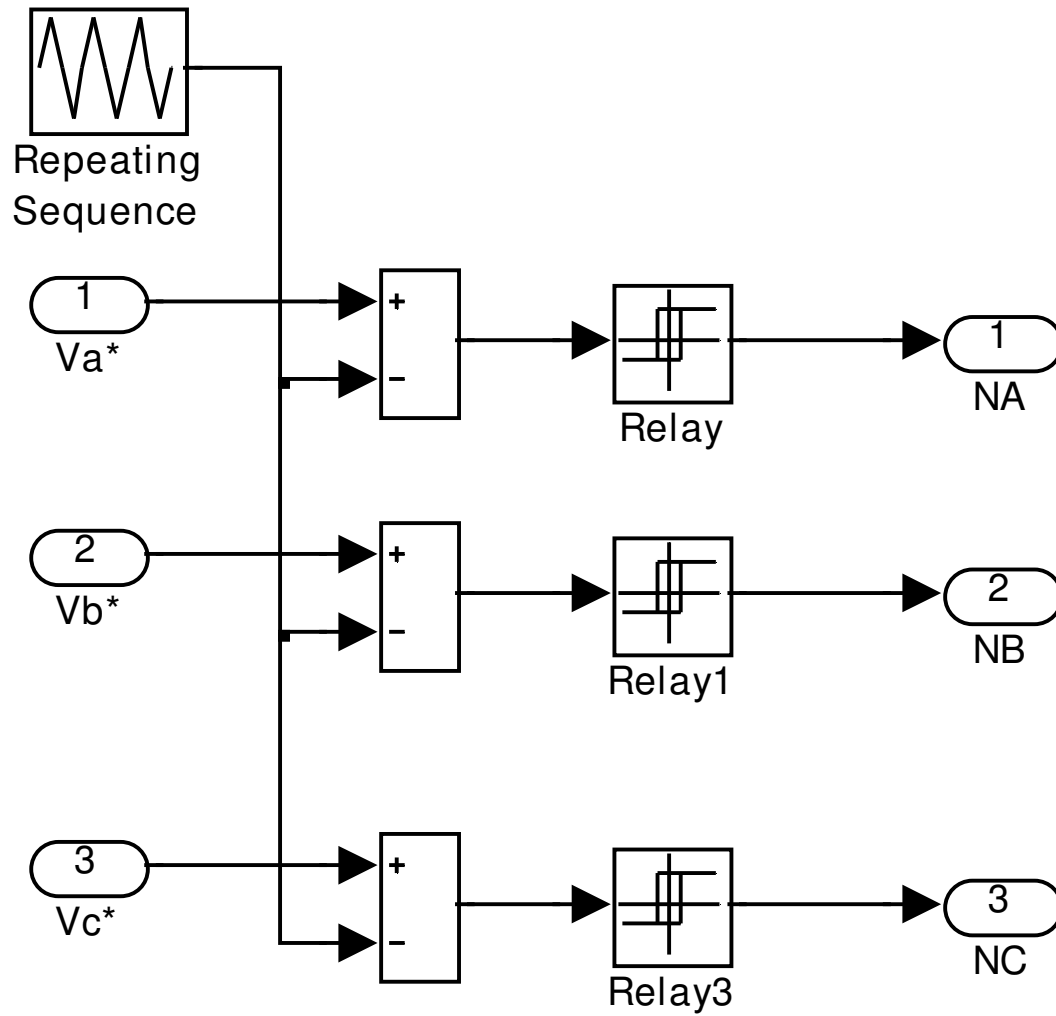 Repeating
Sequence
1
Va*
+
−
Relay
1
NA
2
Vb*
+
−
Relay1
2
NB
3
Vc*
+
−
Relay3
3
NC